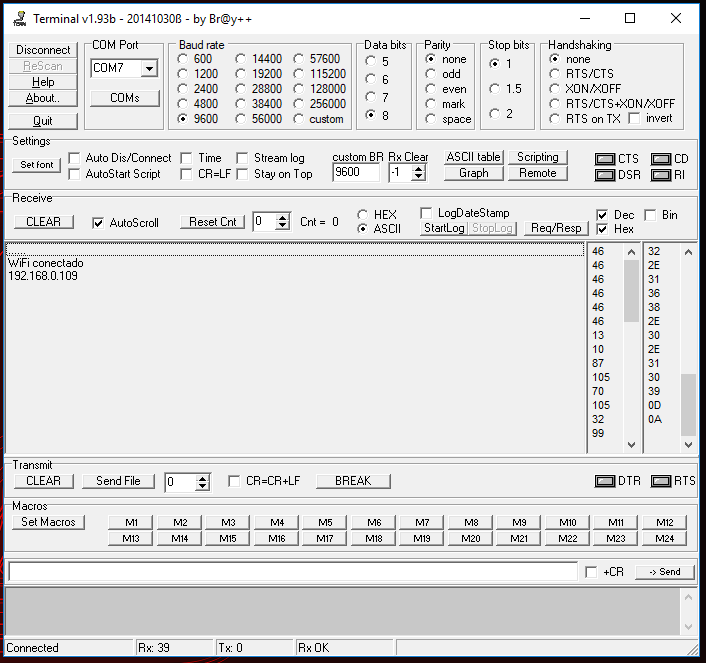 Terminal v1.93b - 20141030ß - by Br@y++
Disconnect
ReScan
Help
About..
Quit
COM Port
COM7
COMs
Baud rate
600 14400 57600
1200 19200 115200
2400 28800 128000
4800 38400 256000
9600 56000 custom
Data bits
5
6
7
8
Parity
none
odd
even
mark
space
Stop bits
1
1.5
2
Handshaking
none
RTS/CTS
XON/XOFF
RTS/CTS+XON/XOFF
RTS on TX invert
Settings
Set font
Auto Dis/Connect Time Stream log
AutoStart Script CR=LF Stay on Top
custom BR Rx Clear
9600 -1
ASCII table Scripting
Graph Remote
CTS CD
DSR RI
Receive
CLEAR AutoScroll Reset Cnt 0 Cnt = 0
HEX
ASCII
LogDateStamp
StartLog StopLog Req/Resp
Dec Bin
Hex
......
WiFi conectado
192.168.0.109
46
46
46
46
46
46
13
10
87
105
70
105
32
99
32
2E
31
36
38
2E
30
2E
31
30
39
0D
0A
Transmit
CLEAR Send File 0 CR=CR+LF BREAK DTR RTS
Macros
Set Macros
M1 M2 M3 M4 M5 M6 M7 M8 M9 M10 M11 M12
M13 M14 M15 M16 M17 M18 M19 M20 M21 M22 M23 M24
+CR -> Send
Connected Rx: 39 Tx: 0 Rx OK